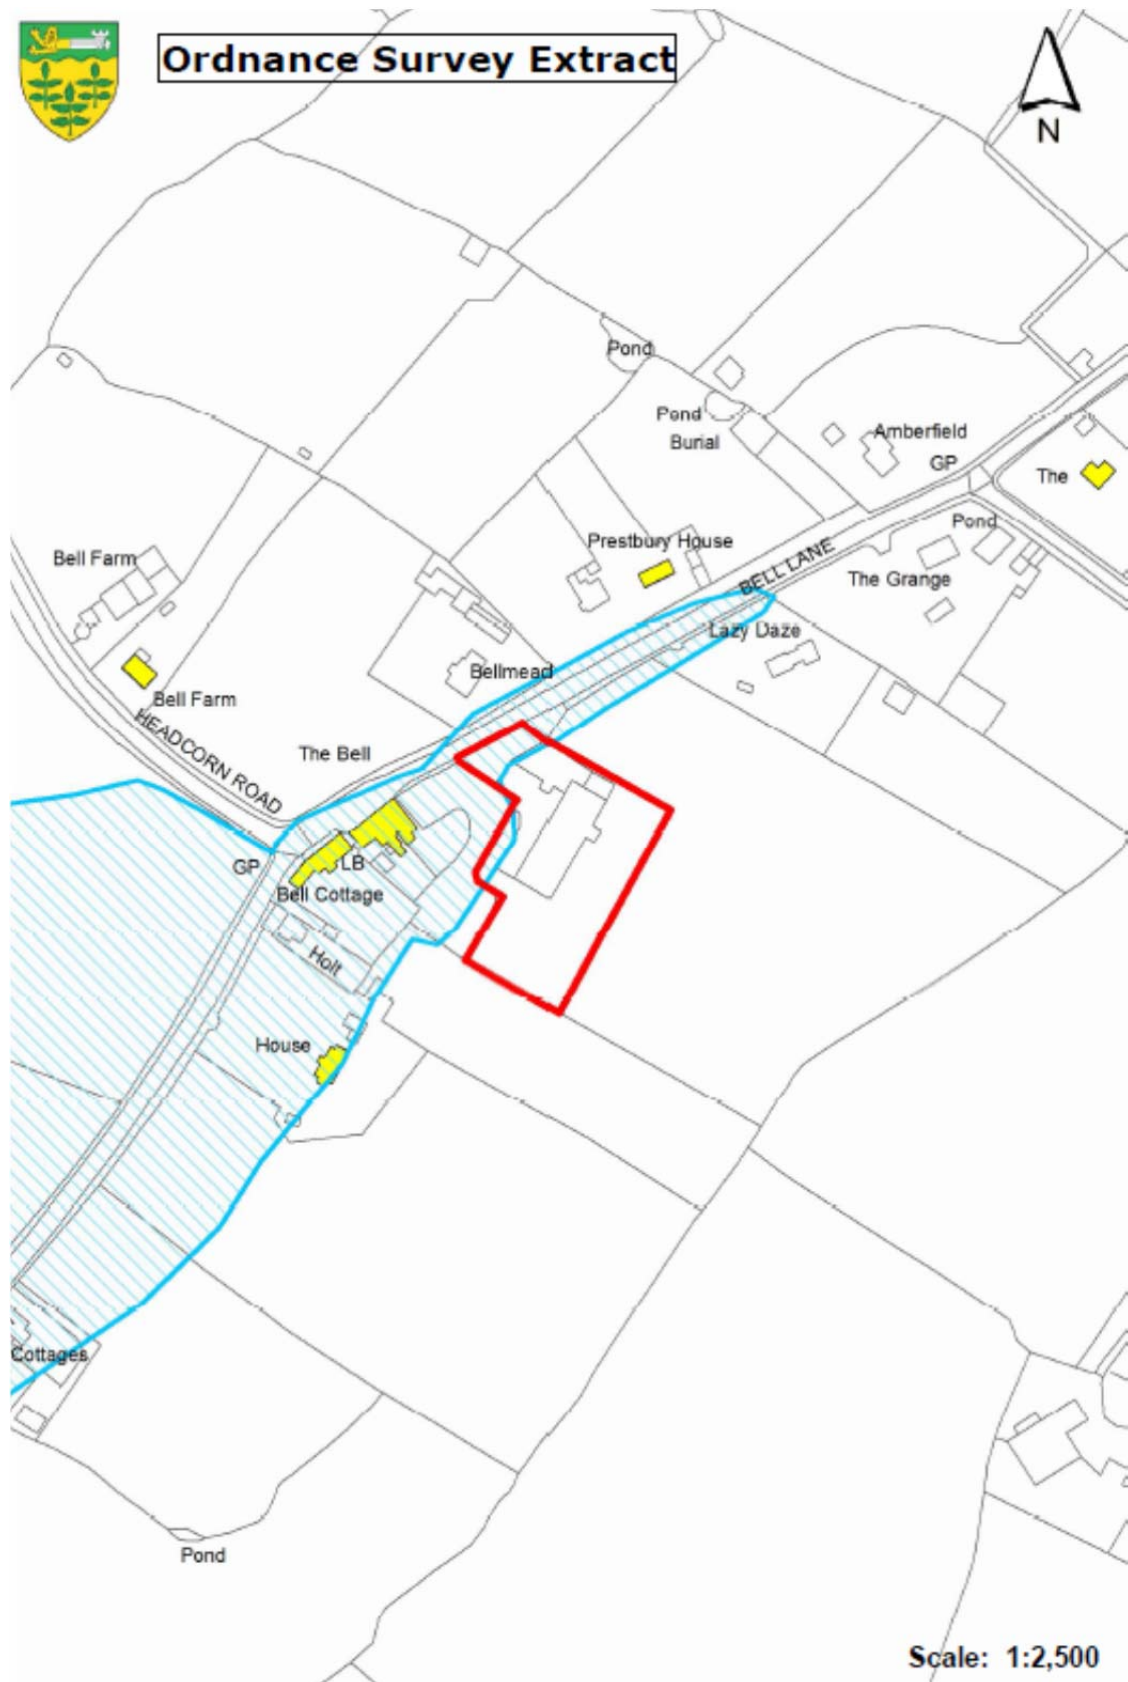 Ordnance Survey Extract
N
Pond
Pond
Burial
Amberfield
GP
The
Pond
Prestbury House
BELL LANE
The Grange
Bell Farm
Lazy Daze
Bellmead
Bell Farm
HEADCORN ROAD
The Bell
GP
LB
Bell Cottage
Holt
House
Cottages
Pond
Scale: 1:2,500